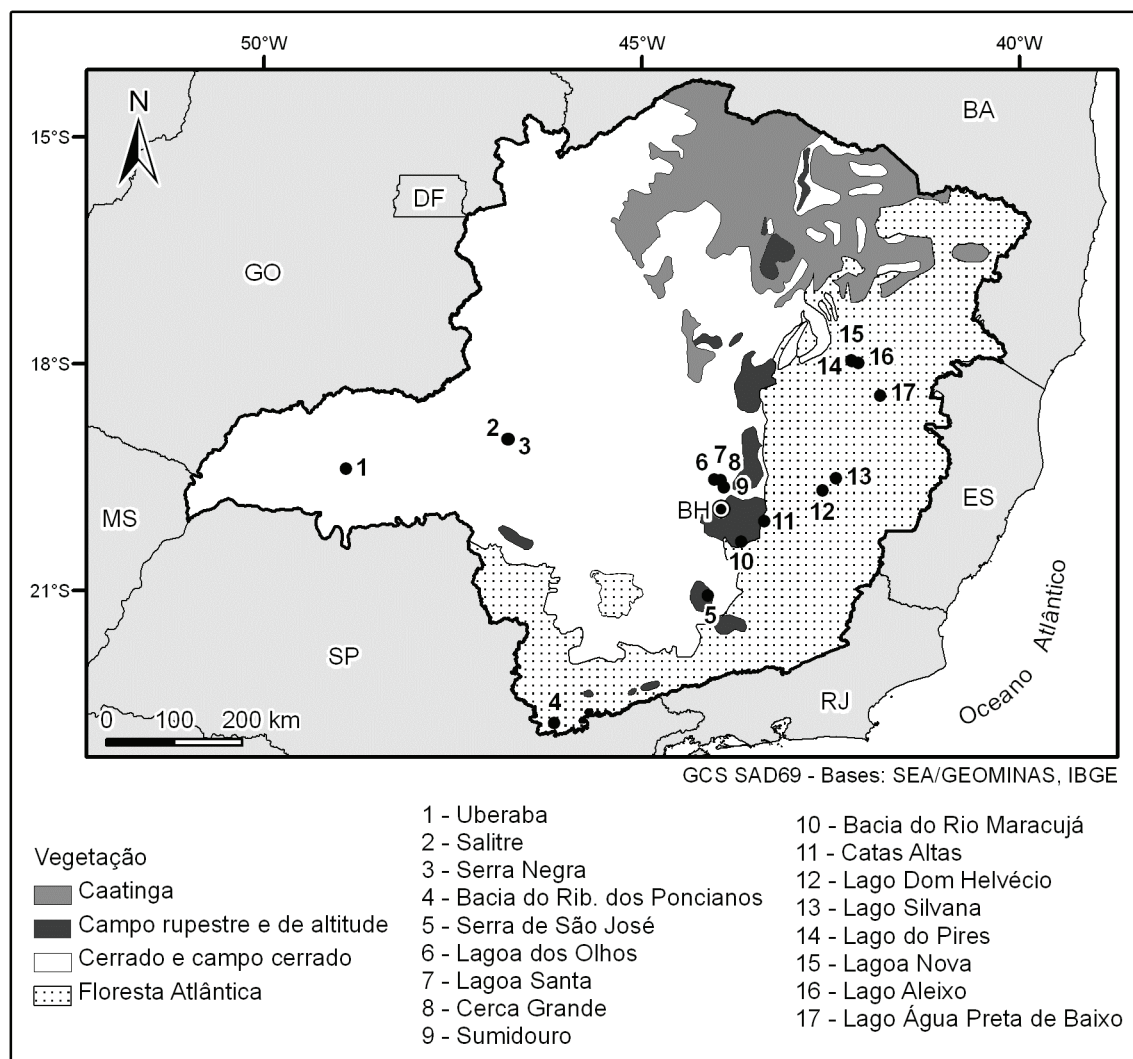 50°W 45°W 40°W
N
15°S
BA
DF
GO
18°S
15
14 16
17
2
3
1
6 7 8
9
13
12
BH
11
10
MS
ES
21°S
5
SP
4
RJ
Oceano Atlântico
0 100 200 km
GCS SAD69 - Bases: SEA/GEOMINAS, IBGE
Vegetação
Caatinga
Campo rupestre e de altitude
Cerrado e campo cerrado
Floresta Atlântica
1 - Uberaba
2 - Salitre
3 - Serra Negra
4 - Bacia do Rib. dos Poncianos
5 - Serra de São José
6 - Lagoa dos Olhos
7 - Lagoa Santa
8 - Cerca Grande
9 - Sumidouro
10 - Bacia do Rio Maracujá
11 - Catas Altas
12 - Lago Dom Helvécio
13 - Lago Silvana
14 - Lago do Pires
15 - Lagoa Nova
16 - Lago Aleixo
17 - Lago Água Preta de Baixo